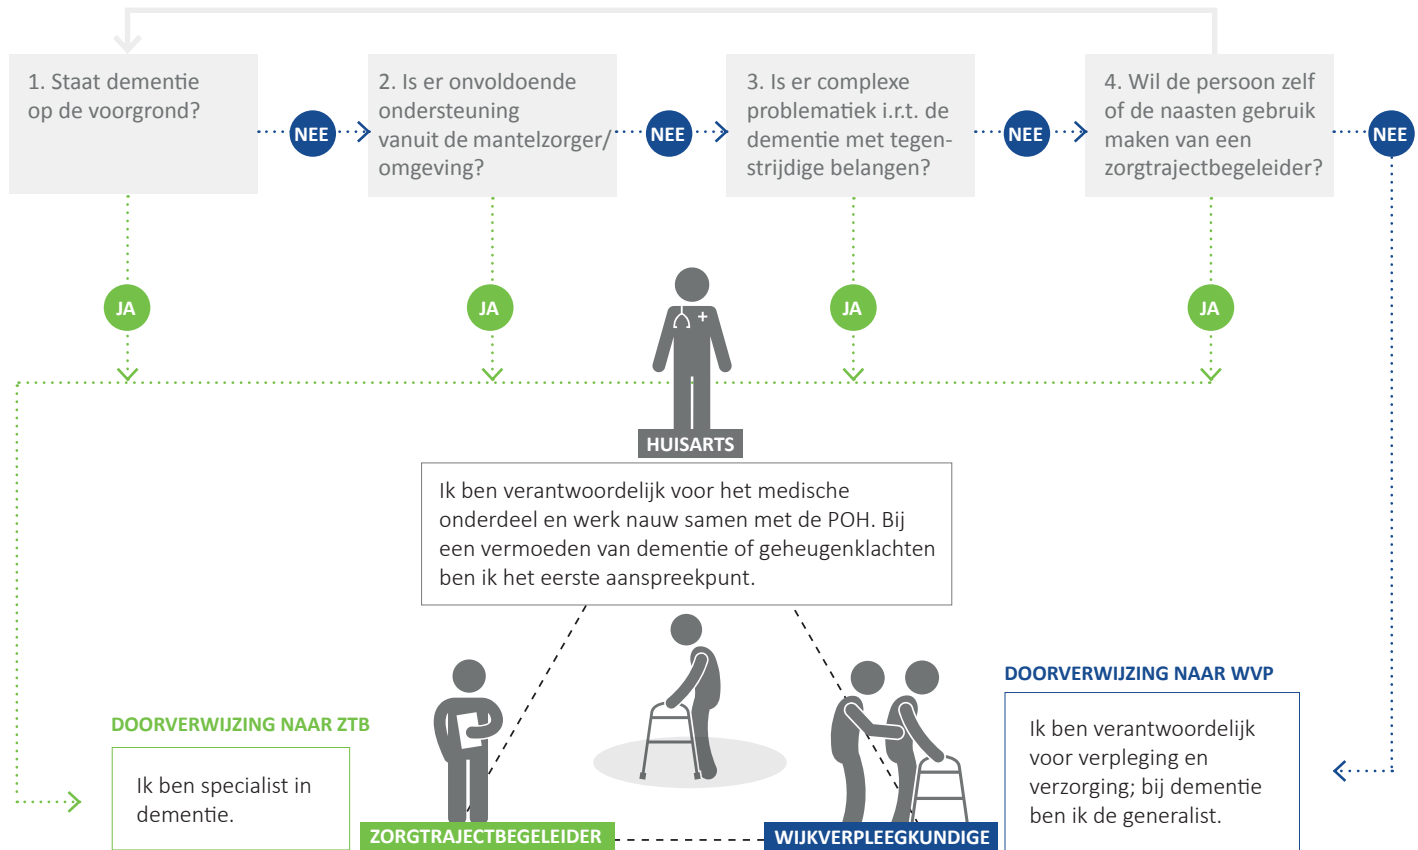 1. Staat dementie
op de voorgrond?
NEE
2. Is er onvoldoende
ondersteuning
vanuit de mantelzorger/
omgeving?
NEE
3. Is er complexe
problematiek i.r.t. de
dementie met tegen-
strijdige belangen?
NEE
4. Wil de persoon zelf
of de naasten gebruik
maken van een
zorgtrajectbegeleider?
NEE
JA
JA
JA
JA
HUISARTS
Ik ben verantwoordelijk voor het medische
onderdeel en werk nauw samen met de POH. Bij
een vermoeden van dementie of geheugenklachten
ben ik het eerste aanspreekpunt.
DOORVERWIJZING NAAR ZTB
Ik ben specialist in
dementie.
ZORGTRAJECTBEGELEIDER
WIJKVERPLEEGKUNDIGE
DOORVERWIJZING NAAR WVP
Ik ben verantwoordelijk
voor verpleging en
verzorging; bij dementie
ben ik de generalist.